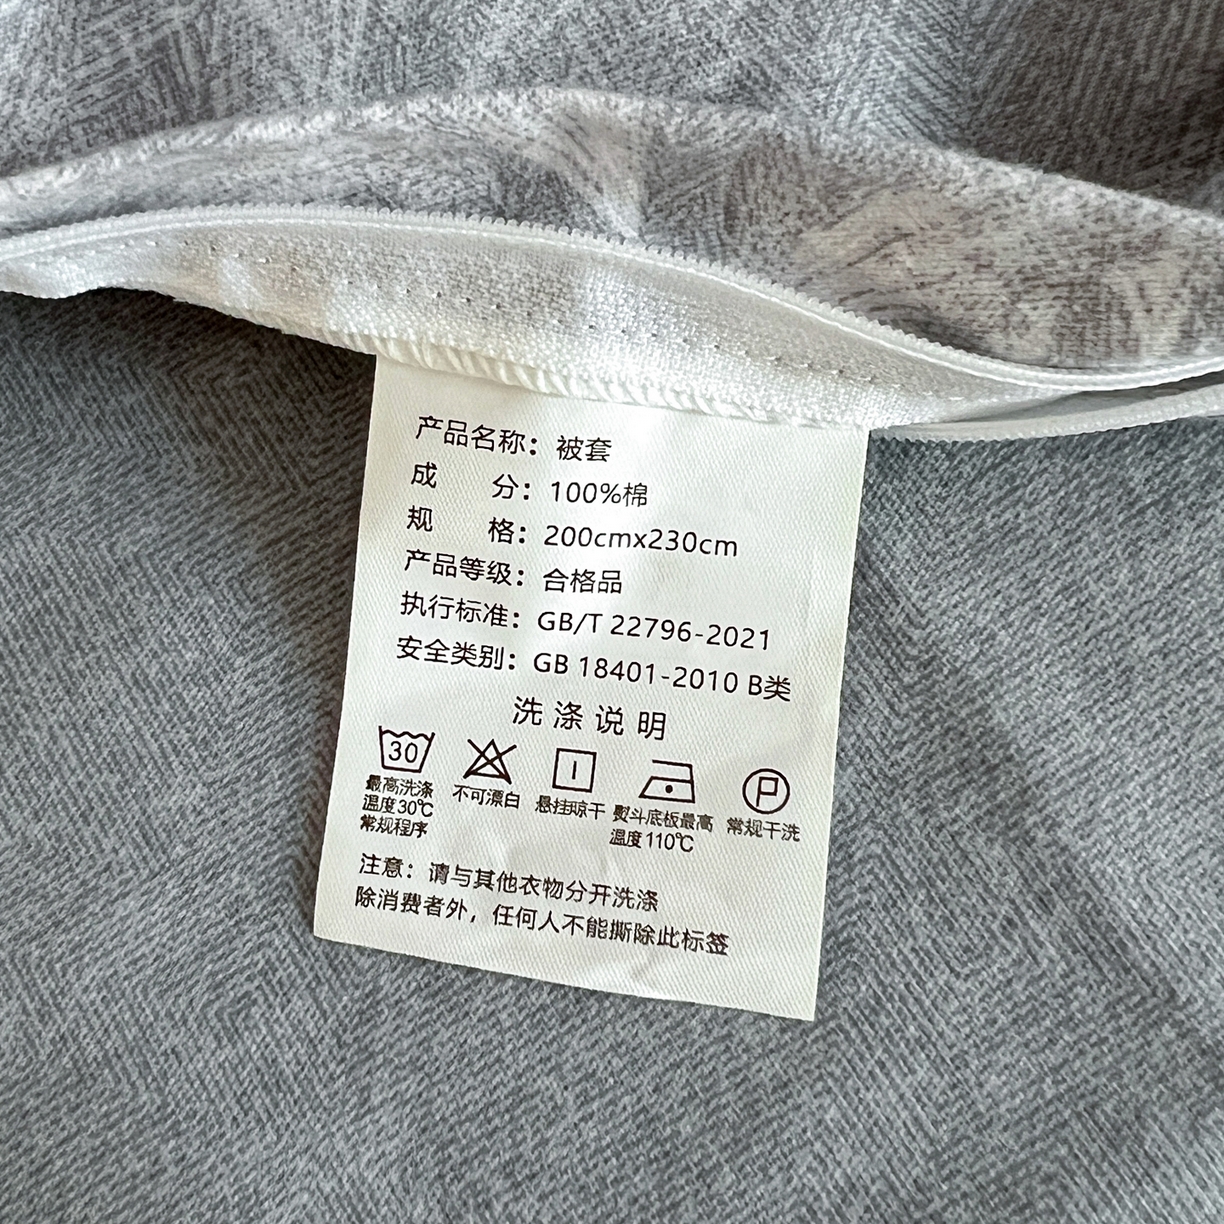 产品名称：被套
成　　分：100%棉
规　　格：200cmx230cm
产品等级：合格品
执行标准：GB/T 22796-2021
安全类别：GB 18401-2010 B类
洗涤说明
30
P
最高洗涤
温度30℃
常规程序
不可漂白
悬挂晾干
熨斗底板最高
温度110℃
常规干洗
注意：请与其他衣物分开洗涤
除消费者外，任何人不能撕除此标签